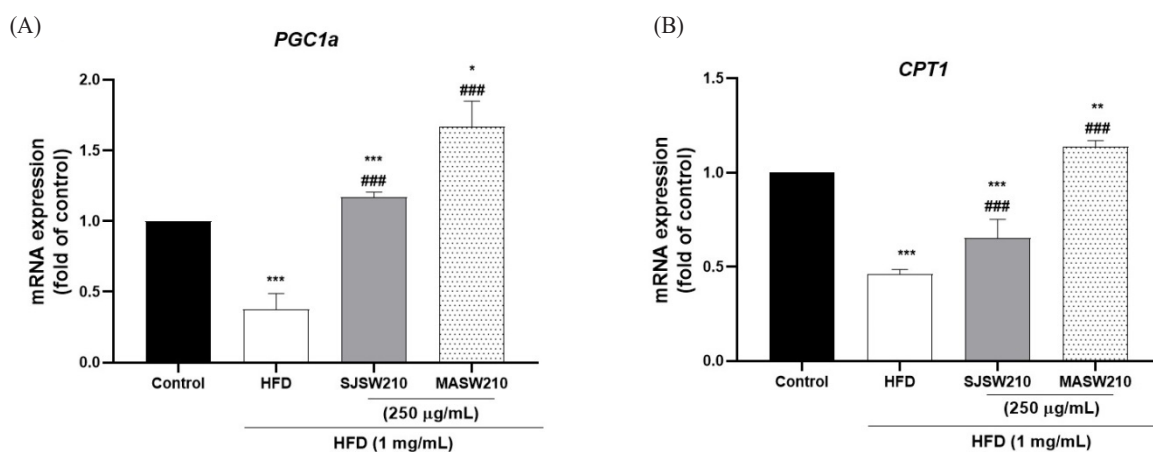 (A)
PGC1a
mRNA expression
(fold of control)
2.0
1.5
1.0
0.5
0.0
***
***
###
*
###
Control HFD SJSW210 MASW210
(250 μg/mL)
HFD (1 mg/mL)
(B)
CPT1
mRNA expression
(fold of control)
1.5
1.0
0.5
0.0
***
***
###
**
###
Control HFD SJSW210 MASW210
(250 μg/mL)
HFD (1 mg/mL)